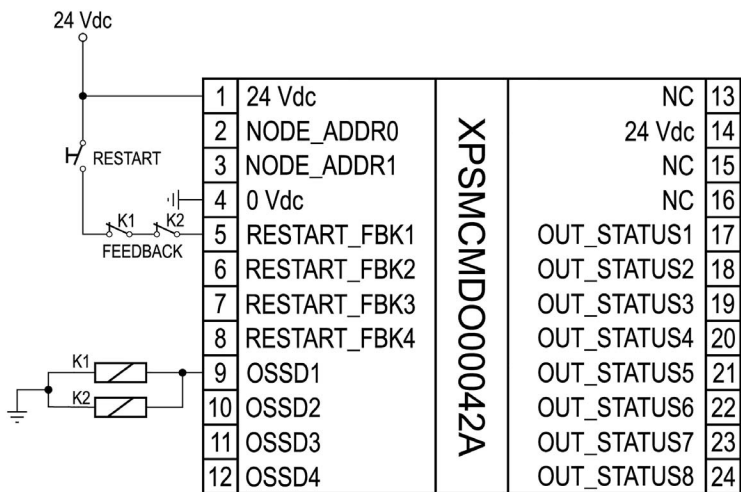 24 Vdc
1 24 Vdc NC 13
2 NODE_ADDR0 24 Vdc 14
RESTART
3 NODE_ADDR1 NC 15
4 0 Vdc NC 16
K1 K2
5 RESTART_FBK1 OUT_STATUS1 17
FEEDBACK
6 RESTART_FBK2 OUT_STATUS2 18
7 RESTART_FBK3 OUT_STATUS3 19
8 RESTART_FBK4 OUT_STATUS4 20
K1
9 OSSD1 OUT_STATUS5 21
K2
10 OSSD2 OUT_STATUS6 22
11 OSSD3 OUT_STATUS7 23
12 OSSD4 OUT_STATUS8 24
XPSMCMDO00042A